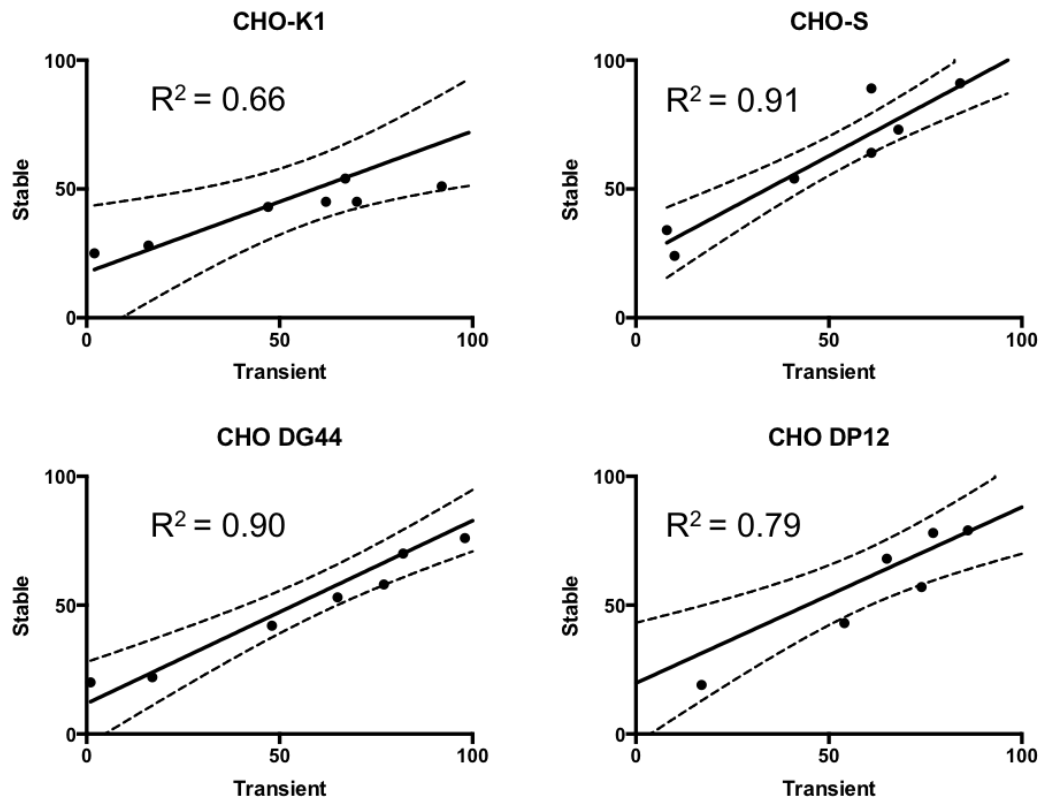 CHO-K1
100
R² = 0.66
Stable
50
0
0
50
100
Transient
CHO-S
100
R² = 0.91
Stable
50
0
0
50
100
Transient
CHO DG44
100
R² = 0.90
Stable
50
0
0
50
100
Transient
CHO DP12
100
R² = 0.79
Stable
50
0
0
50
100
Transient